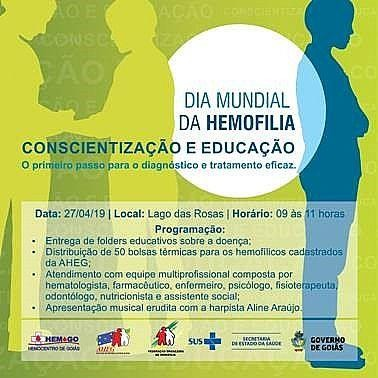 DIA MUNDIAL
DA HEMOFILIA
CONSCIENTIZAÇÃO E EDUCAÇÃO
O primeiro passo para o diagnóstico e tratamento eficaz.
Data: 27/04/19 | Local: Lago das Rosas | Horário: 09 às 11 horas
Programação:
• Entrega de folders educativos sobre a doença;
• Distribuição de 50 bolsas térmicas para os hemofílicos cadastrados
da AHEG;
• Atendimento com equipe multiprofissional composta por
hematologista, farmacêutico, enfermeiro, psicólogo, fisioterapeuta,
odontólogo, nutricionista e assistente social;
• Apresentação musical erudita com a harpista Aline Araújo.
HEMOGO
HEMOCENTRO DE GOIÁS
AHEG
FEDERAÇÃO BRASILEIRA
DE HEMOFILIA
SUS
SECRETARIA
DE ESTADO DA SAÚDE
GOVERNO
DE GOIÁS